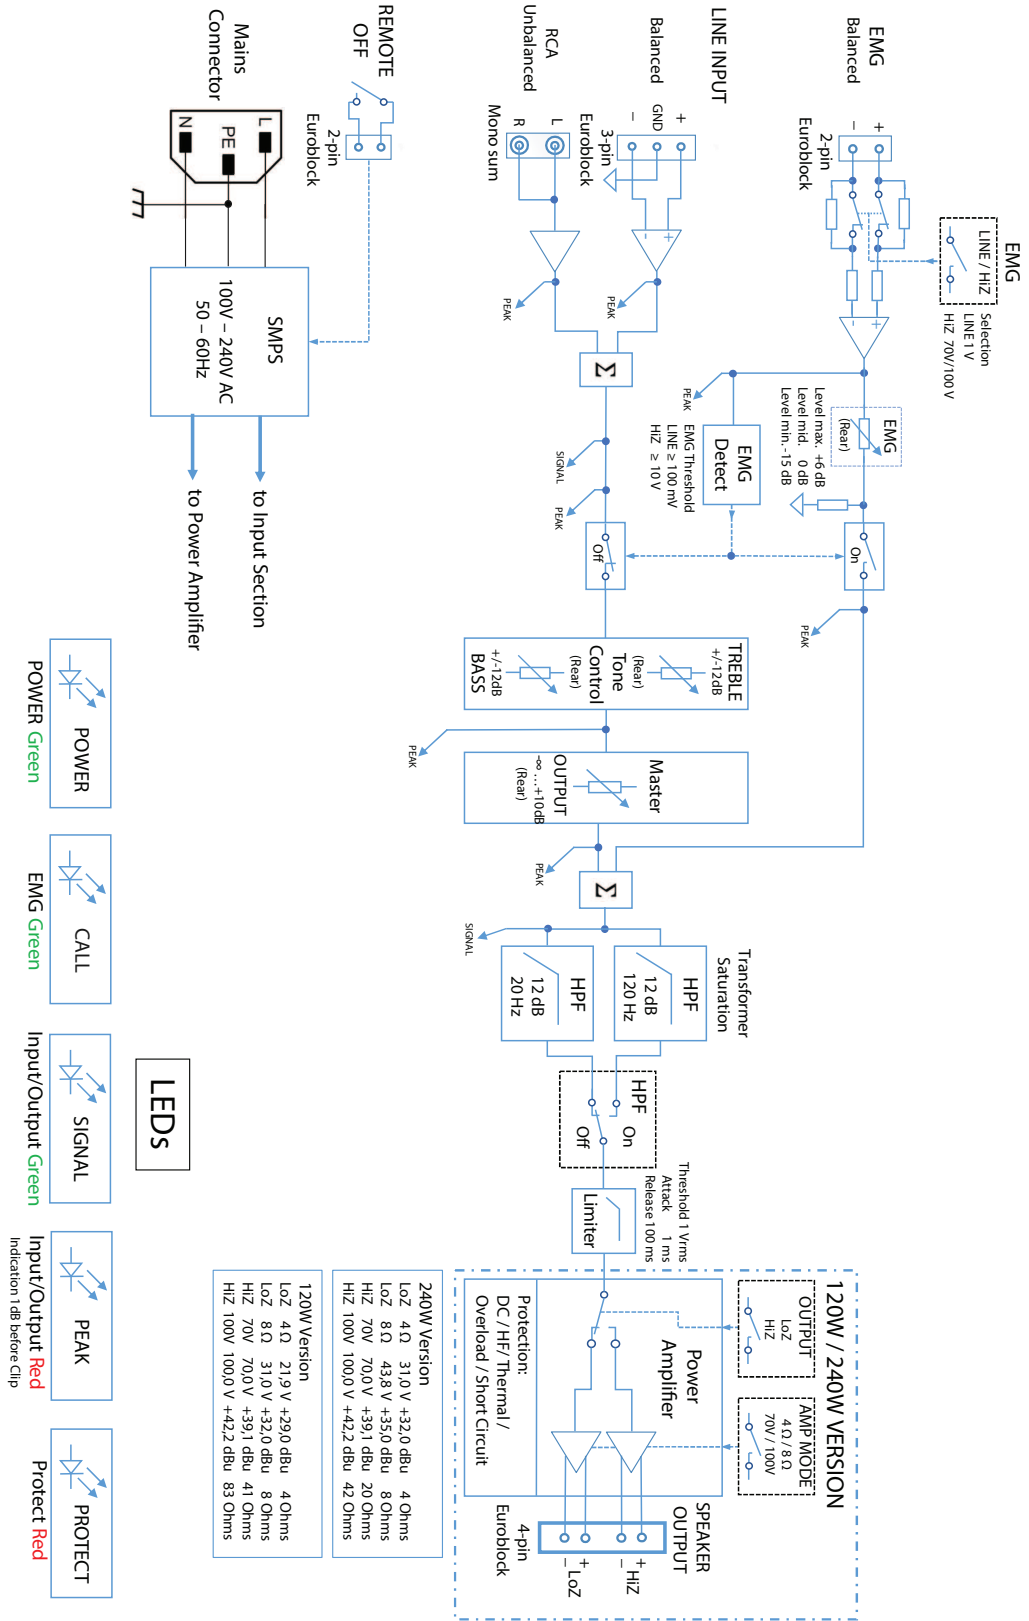 EMG
Balanced
+
−
2-pin
Euroblock
EMG
LINE / HiZ
Selection
LINE 1 V
HiZ 70V/100 V
+
-
EMG
(Rear)
Level max. +6 dB
Level mid. 0 dB
Level min. -15 dB
PEAK
EMG
Detect
EMG Threshold
LINE ≥ 100 mV
HiZ ≥ 10 V
On
PEAK
LINE INPUT
Balanced
+
GND
−
3-pin
Euroblock
+
-
PEAK
RCA
Unbalanced
L
R
Mono sum
PEAK
Σ
SIGNAL
PEAK
Off
TREBLE
+/-12dB
(Rear)
Tone
Control
(Rear)
+/-12dB
BASS
PEAK
Master
OUTPUT
-∞ ...+10dB
(Rear)
PEAK
Σ
SIGNAL
Transformer
Saturation
HPF
12 dB
120 Hz
HPF
12 dB
20 Hz
HPF
On
Off
Threshold 1 Vrms
Attack 1 ms
Release 100 ms
Limiter
120W / 240W VERSION
OUTPUT
LoZ
HiZ
AMP MODE
4 Ω / 8 Ω
70V / 100V
Power
Amplifier
Protection:
DC / HF / Thermal /
Overload / Short Circuit
SPEAKER
OUTPUT
+
−
HiZ
+
−
LoZ
4-pin
Euroblock
REMOTE
OFF
2-pin
Euroblock
Mains
Connector
L
PE
N
SMPS
100V – 240V AC
50 – 60Hz
to Input Section
to Power Amplifier
240W Version
LoZ 4 Ω 31,0 V +32,0 dBu 4 Ohms
LoZ 8 Ω 43,8 V +35,0 dBu 8 Ohms
HiZ 70V 70,0 V +39,1 dBu 20 Ohms
HiZ 100V 100,0 V +42,2 dBu 42 Ohms
120W Version
LoZ 4 Ω 21,9 V +29,0 dBu 4 Ohms
LoZ 8 Ω 31,0 V +32,0 dBu 8 Ohms
HiZ 70V 70,0 V +39,1 dBu 41 Ohms
HiZ 100V 100,0 V +42,2 dBu 83 Ohms
LEDs
POWER
POWER Green
CALL
EMG Green
SIGNAL
Input/Output Green
PEAK
Input/Output Red
Indication 1 dB before Clip
PROTECT
Protect Red